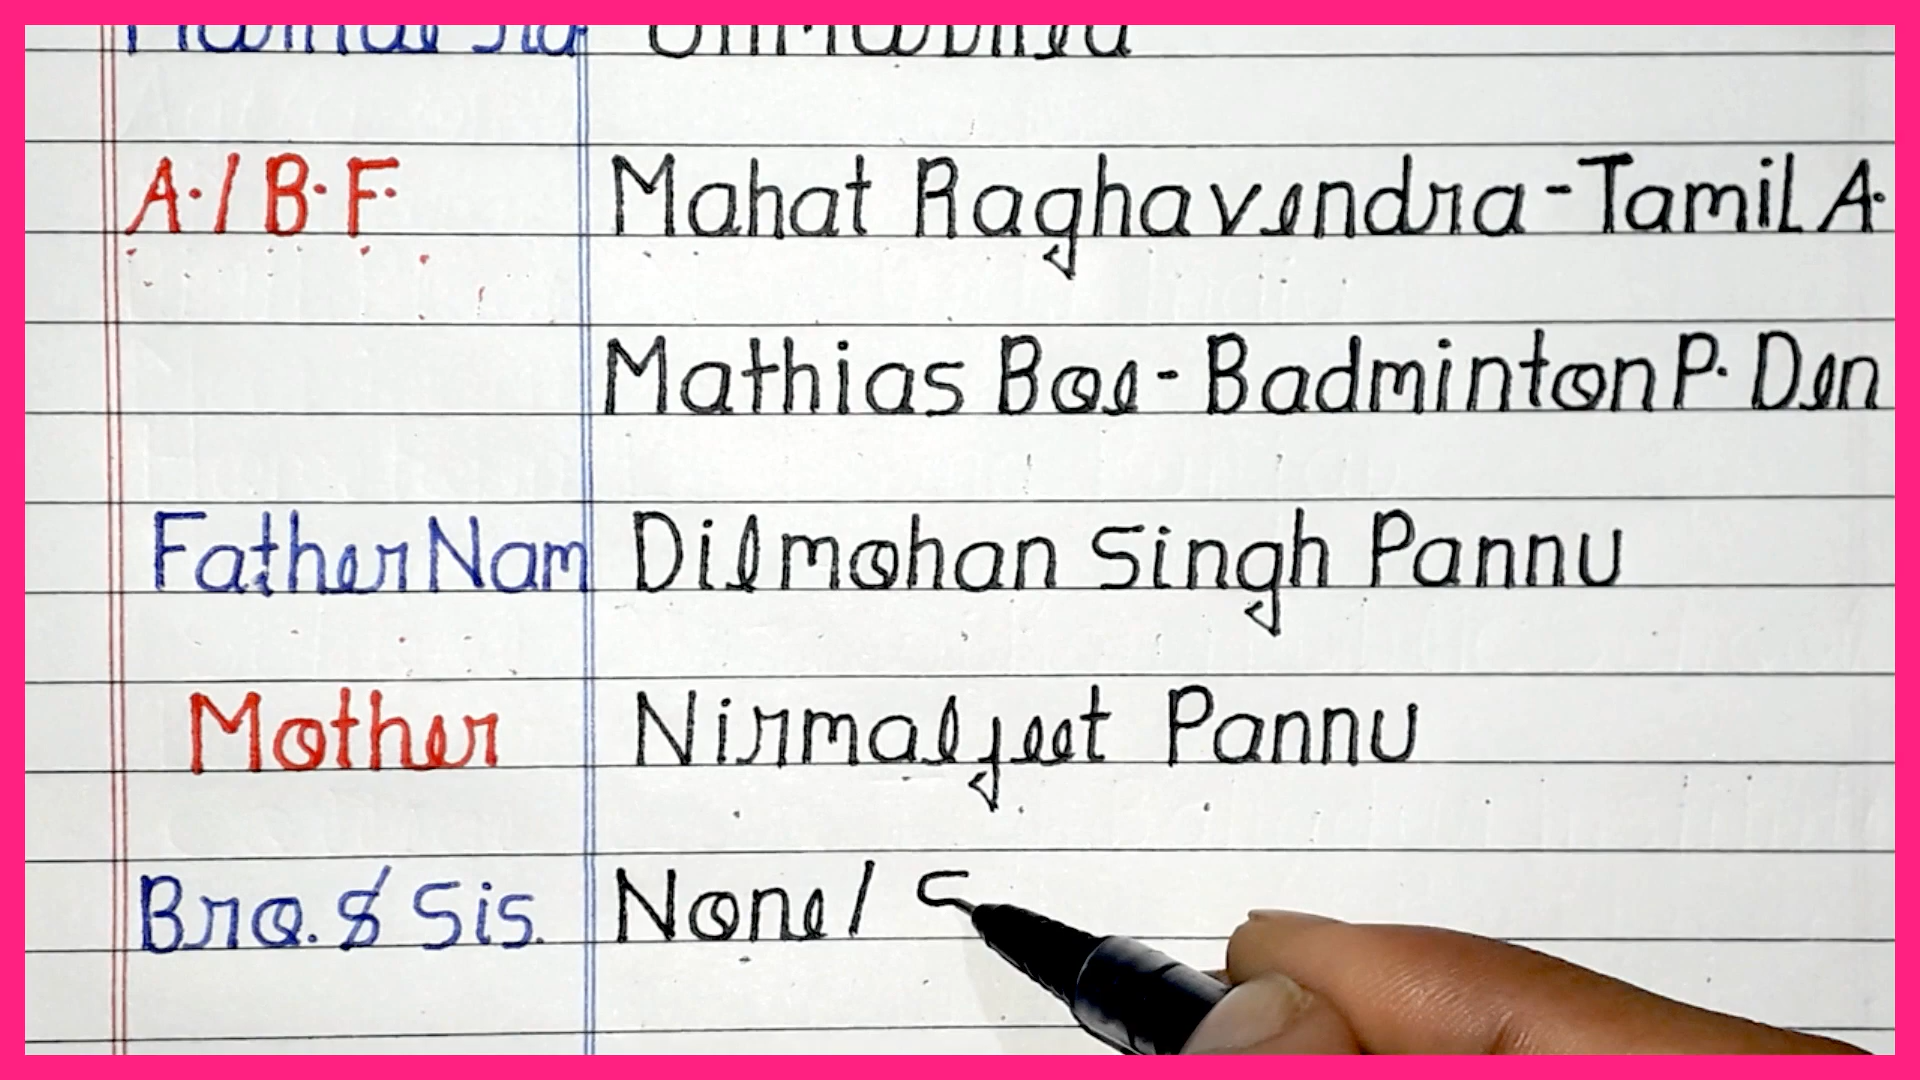 A./B.F. Mahat Raghavendra-Tamil A.
Mathias Boe-Badminton P. Den
Father Nam Dilmohan Singh Pannu
Mother Nirmaljeet Pannu
Bro. & Sis. None/ S